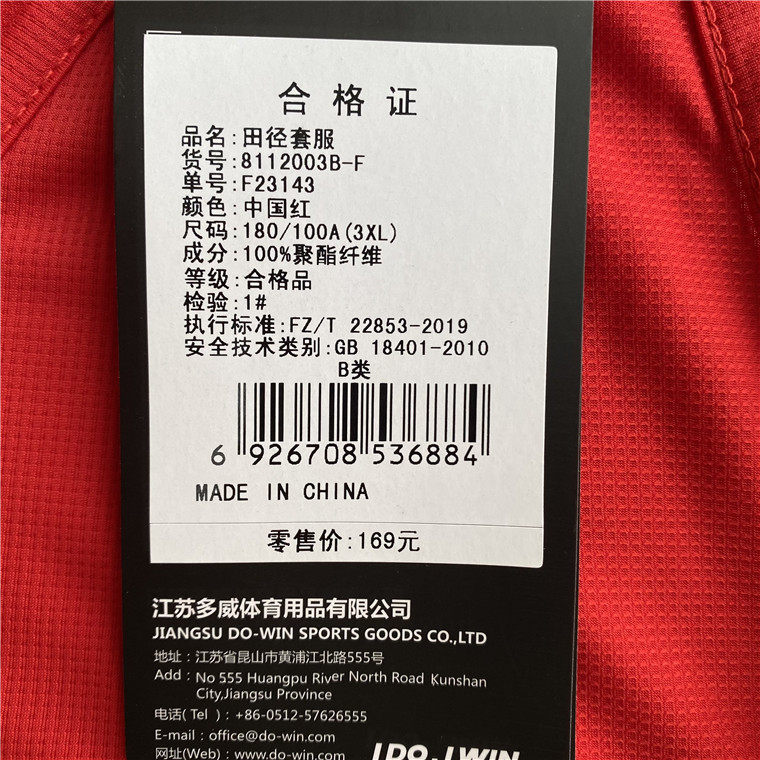 合格证
品名:田径套服
货号:8112003B-F
单号:F23143
颜色:中国红
尺码:180/100A(3XL)
成分:100%聚酯纤维
等级:合格品
检验:1#
执行标准:FZ/T 22853-2019
安全技术类别:GB 18401-2010
B类
6 926708 536884
MADE IN CHINA
零售价:169元
江苏多威体育用品有限公司
JIANGSU DO-WIN SPORTS GOODS CO.,LTD
地址:江苏省昆山市黄浦江北路555号
Add : No 555 Huangpu River North Road Kunshan
City,Jiangsu Province
电话( Tel ) : +86-0512-57626555
E-mail : office@do-win.com
网址(Web) : www.do-win.com